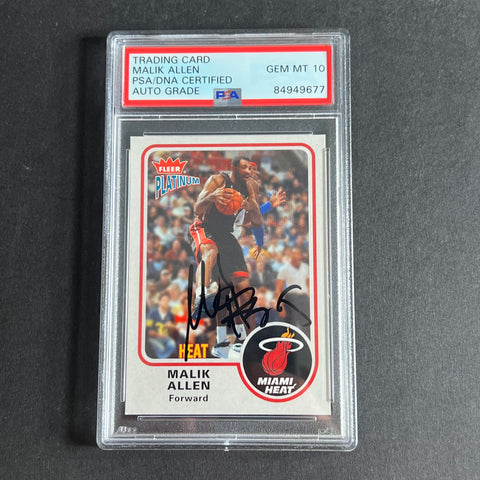 TRADING CARD
MALIK ALLEN GEM MT 10
PSA/DNA CERTIFIED
AUTO GRADE PSA 84949677
FLEER
PLATINUM
HEAT
MALIK
ALLEN
Forward
MIAMI
HEAT